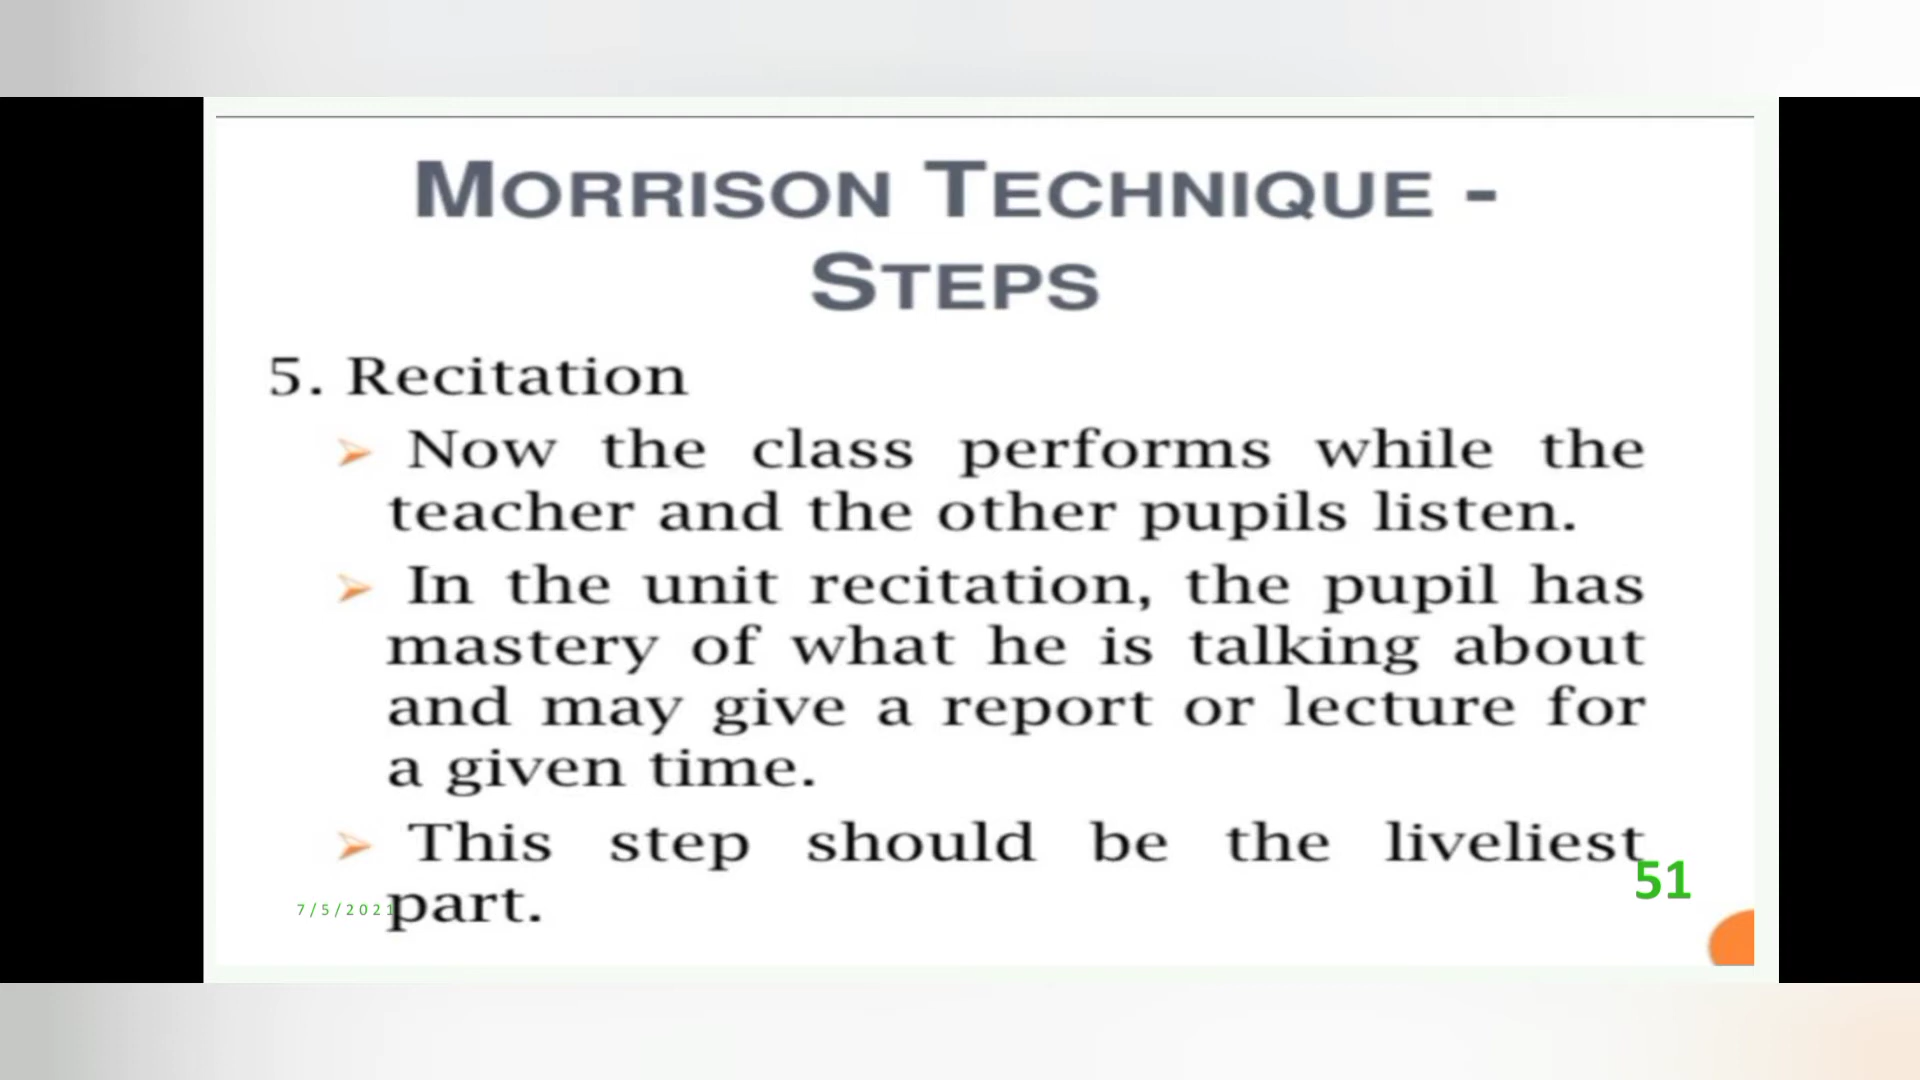 MORRISON TECHNIQUE -
STEPS
5. Recitation
➢ Now the class performs while the
teacher and the other pupils listen.
➢ In the unit recitation, the pupil has
mastery of what he is talking about
and may give a report or lecture for
a given time.
➢ This step should be the liveliest
part.
51
7/5/2021